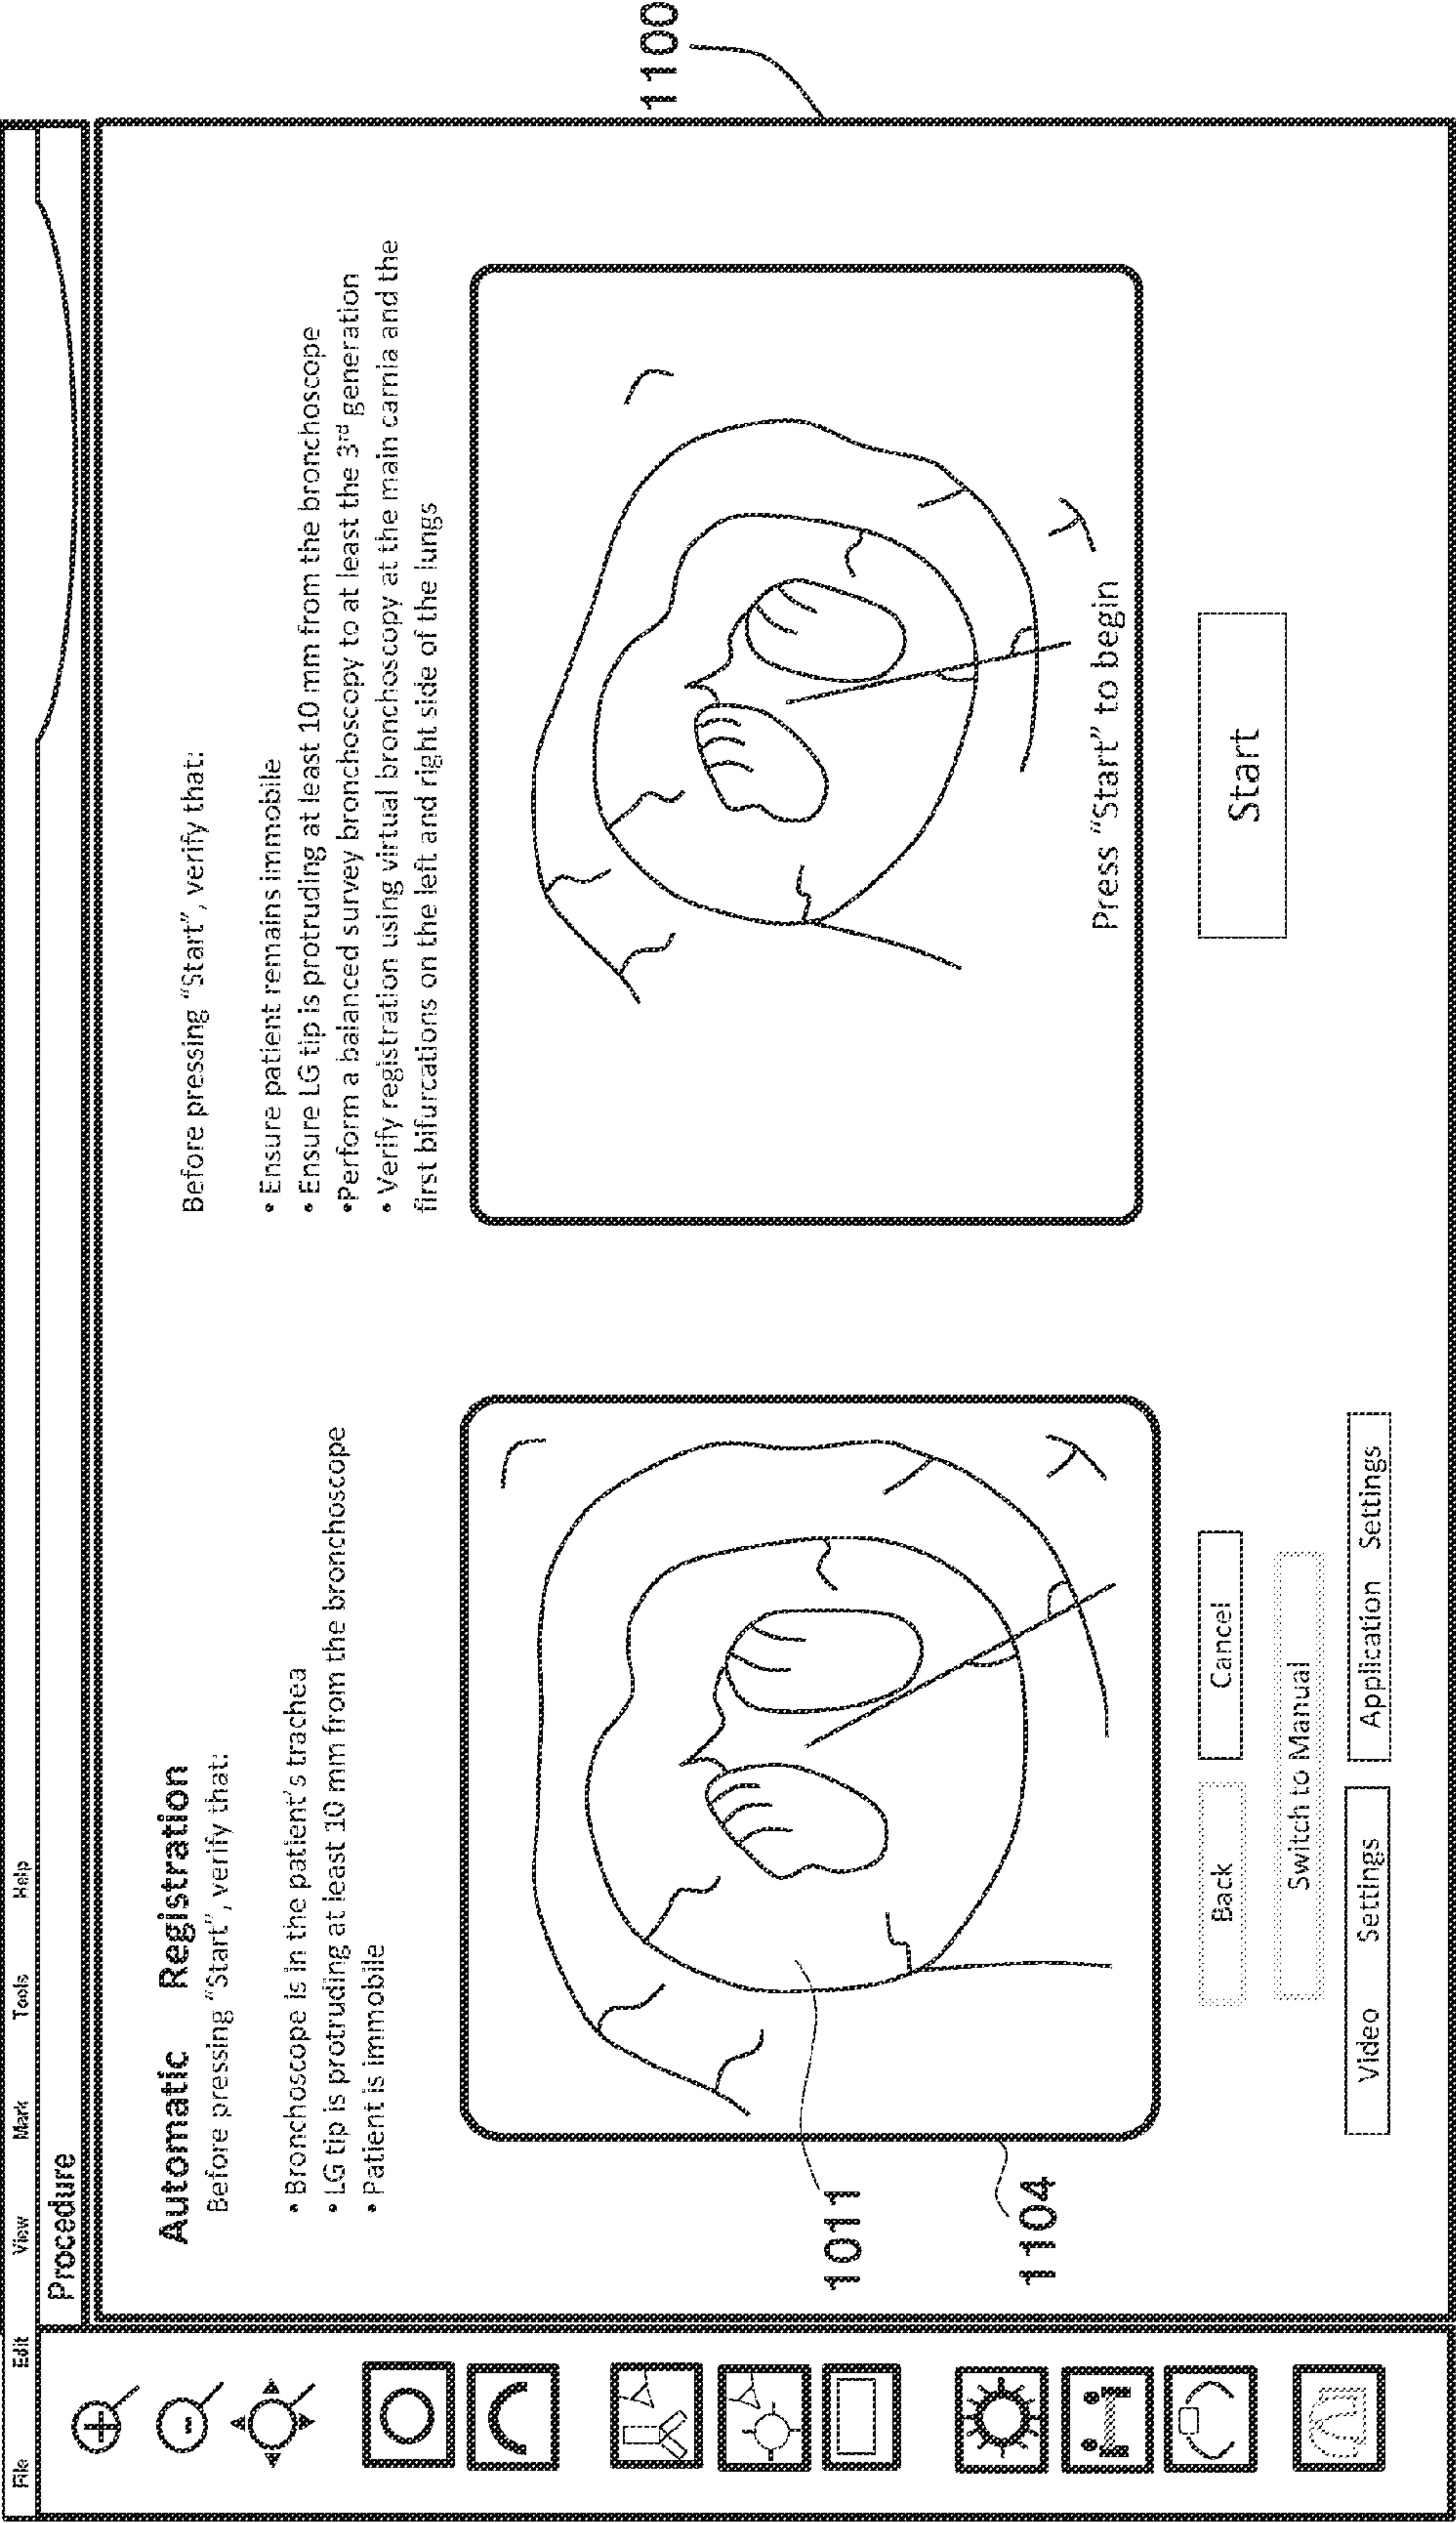 File Edit View Mark Tools Help
Procedure
Automatic Registration
Before pressing “Start”, verify that:
• Bronchoscope is in the patient’s trachea
• LG tip is protruding at least 10 mm from the bronchoscope
• Patient is immobile
1011
1104
Back Cancel
Switch to Manual
Video Settings Application Settings
Before pressing “Start”, verify that:
• Ensure patient remains immobile
• Ensure LG tip is protruding at least 10 mm from the bronchoscope
•Perform a balanced survey bronchoscopy to at least the 3rd generation
• Verify registration using virtual bronchoscopy at the main carnia and the
first bifurcations on the left and right side of the lungs
Press “Start” to begin
Start
1100